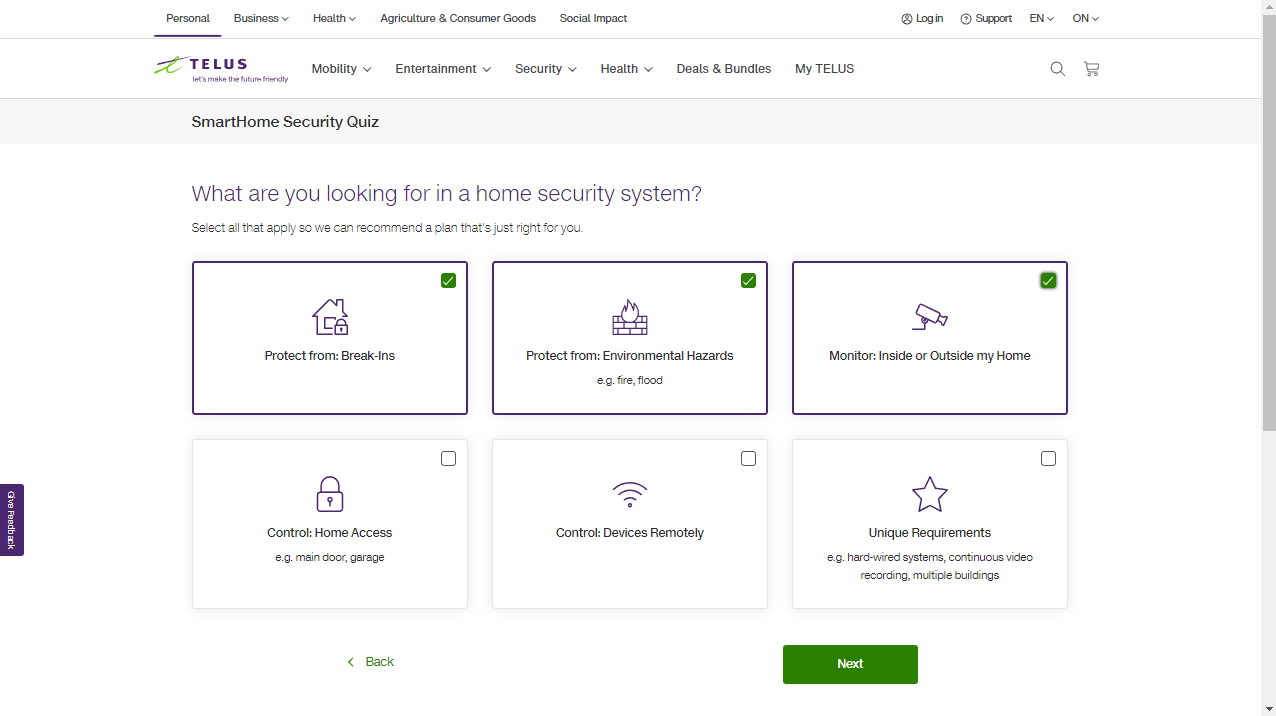 Personal Business Health Agriculture & Consumer Goods Social Impact Log in Support EN ON
TELUS
let's make the future friendly
Mobility Entertainment Security Health Deals & Bundles My TELUS
SmartHome Security Quiz
What are you looking for in a home security system?
Select all that apply so we can recommend a plan that's just right for you.
Protect from: Break-Ins
Protect from: Environmental Hazards
e.g. fire, flood
Monitor: Inside or Outside my Home
Control: Home Access
e.g. main door, garage
Control: Devices Remotely
Unique Requirements
e.g. hard-wired systems, continuous video
recording, multiple buildings
Give Feedback
Back
Next